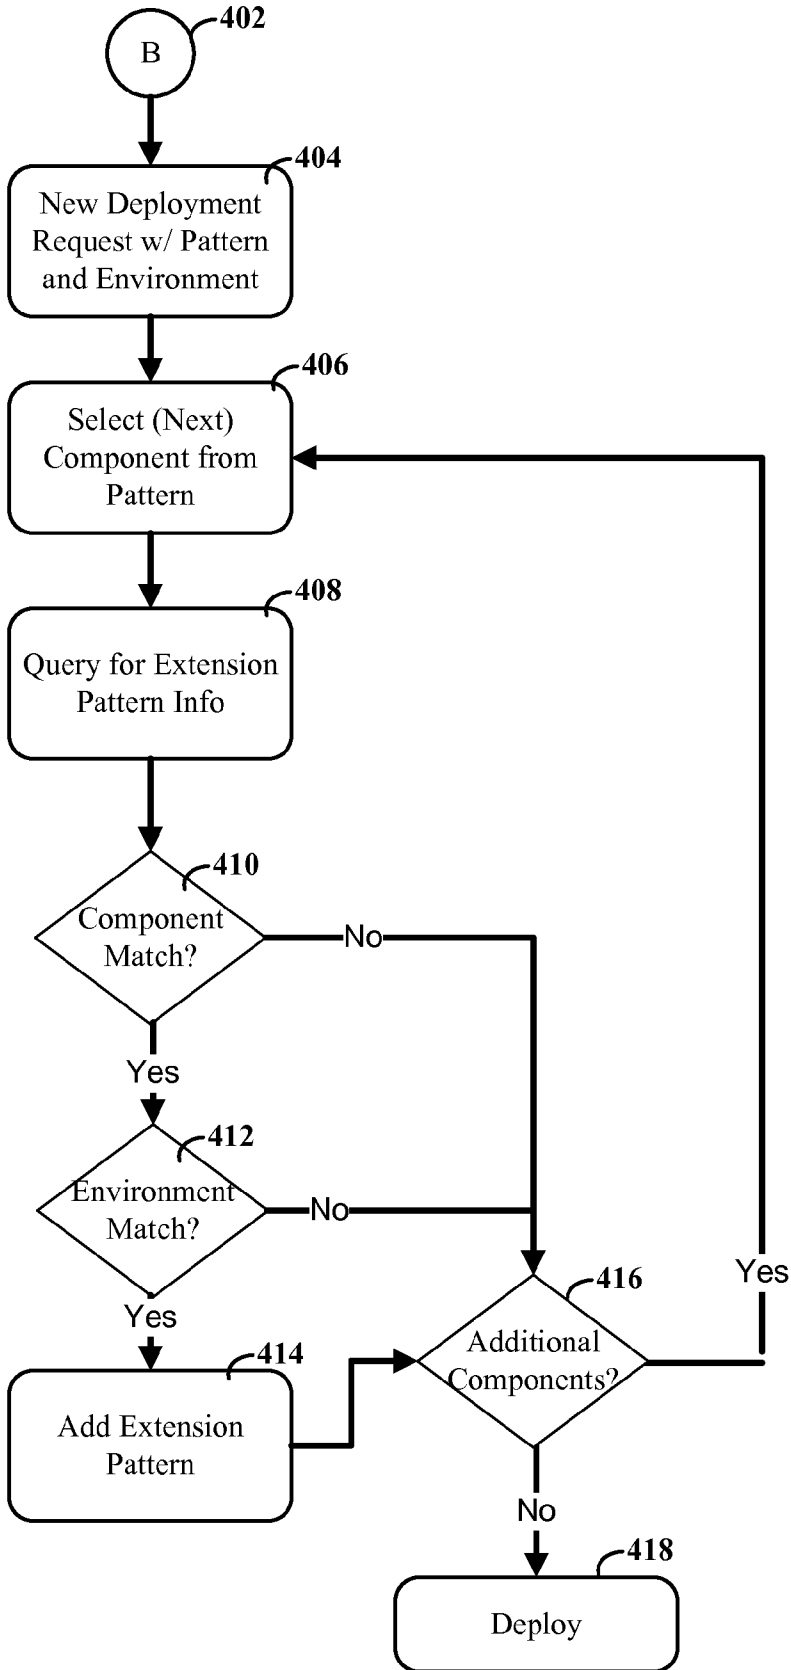 402
B
404
New Deployment
Request w/ Pattern
and Environment
406
Select (Next)
Component from
Pattern
408
Query for Extension
Pattern Info
410
Component
Match?
No
Yes
412
Environment
Match?
No
Yes
416
Additional
Components?
Yes
414
Add Extension
Pattern
No
418
Deploy